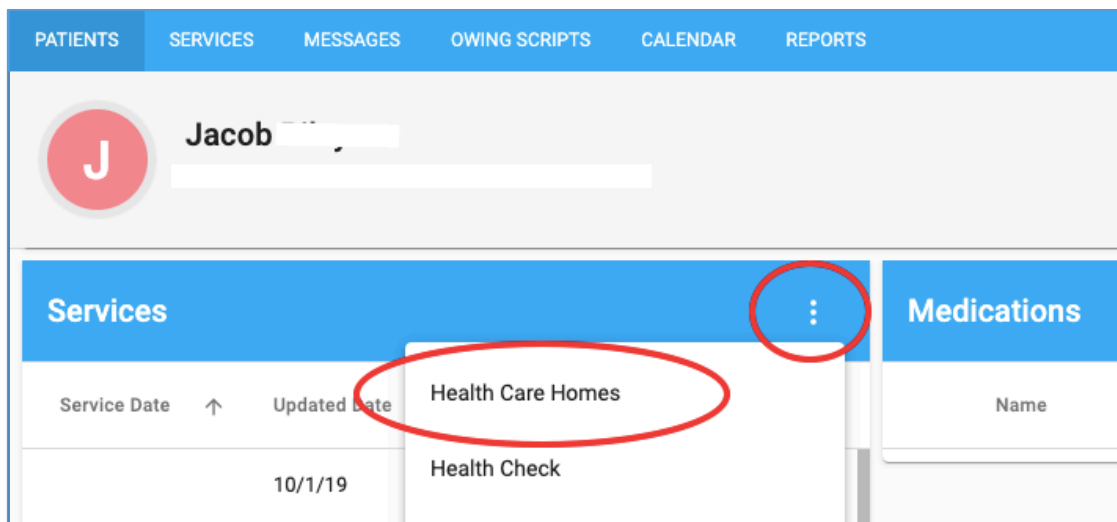 PATIENTS SERVICES MESSAGES OWING SCRIPTS CALENDAR REPORTS
J
Jacob
Services
Medications
Service Date Updated Date
Health Care Homes
Name
10/1/19
Health Check